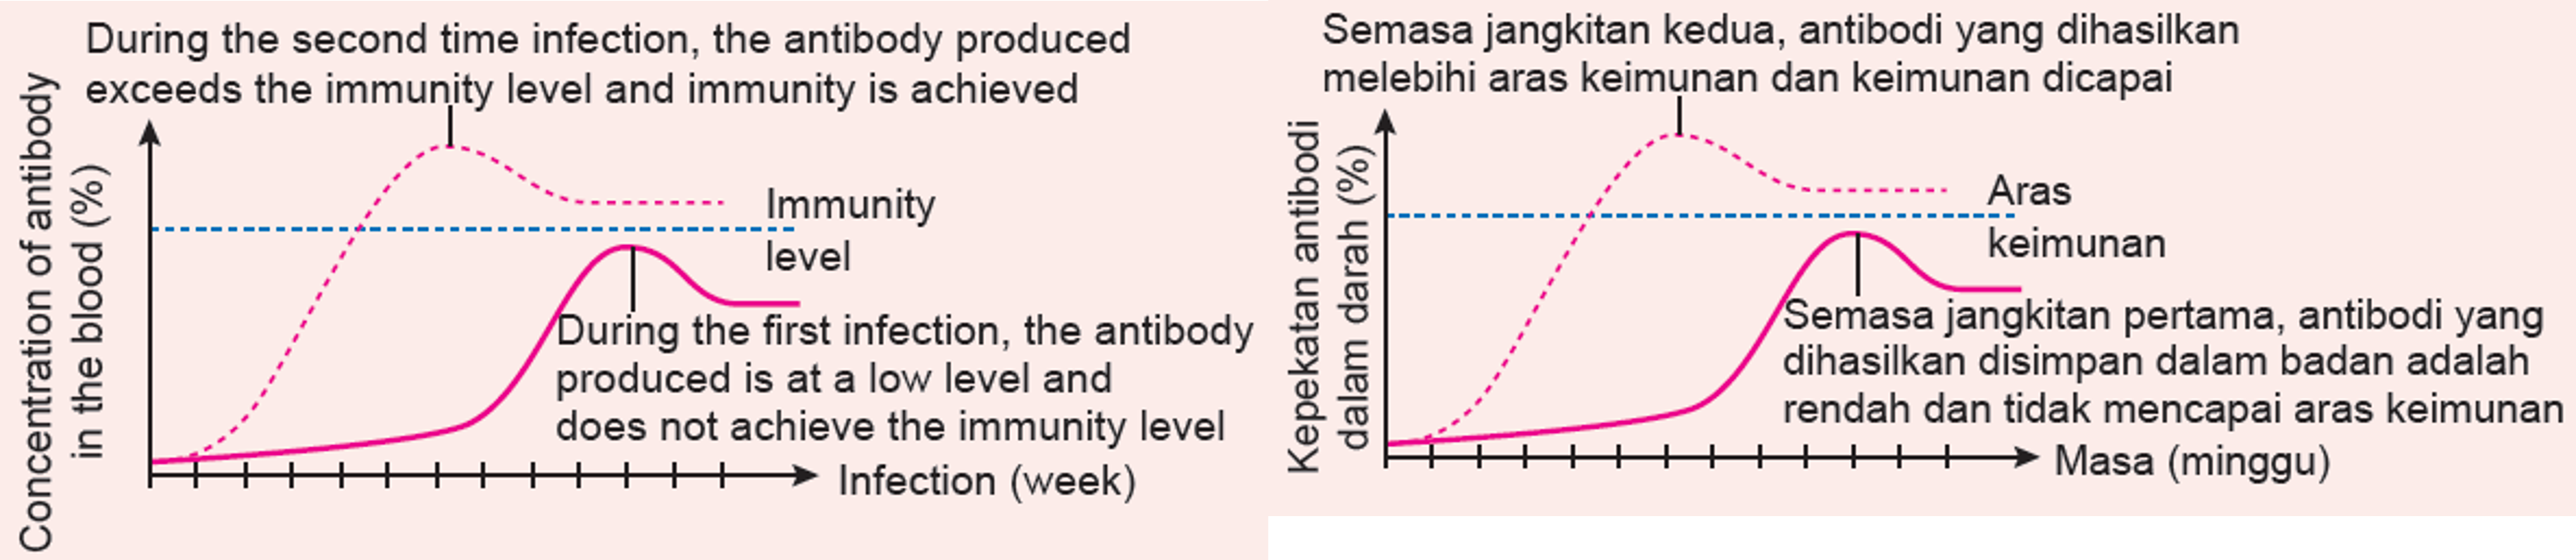 During the second time infection, the antibody produced
exceeds the immunity level and immunity is achieved
Concentration of antibody
in the blood (%)
Immunity
level
During the first infection, the antibody
produced is at a low level and
does not achieve the immunity level
Infection (week)
Semasa jangkitan kedua, antibodi yang dihasilkan
melebihi aras keimunan dan keimunan dicapai
Kepekatan antibodi
dalam darah (%)
Aras
keimunan
Semasa jangkitan pertama, antibodi yang
dihasilkan disimpan dalam badan adalah
rendah dan tidak mencapai aras keimunan
Masa (minggu)